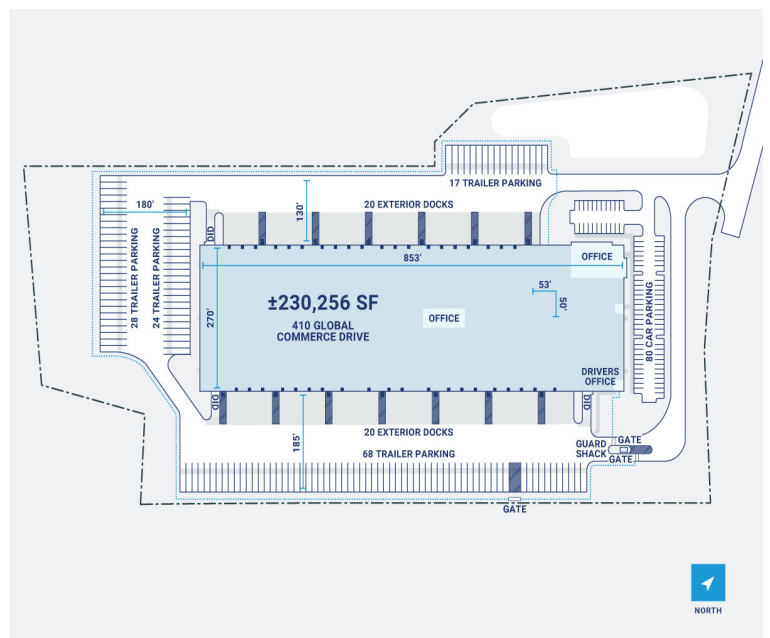 17 TRAILER PARKING
180'
130'
20 EXTERIOR DOCKS
DID
28 TRAILER PARKING
24 TRAILER PARKING
853'
OFFICE
53'
50'
±230,256 SF
410 GLOBAL
COMMERCE DRIVE
270'
OFFICE
80 CAR PARKING
DRIVERS
OFFICE
DID
DID
185'
20 EXTERIOR DOCKS
68 TRAILER PARKING
GUARD
SHACK
GATE
GATE
GATE
NORTH